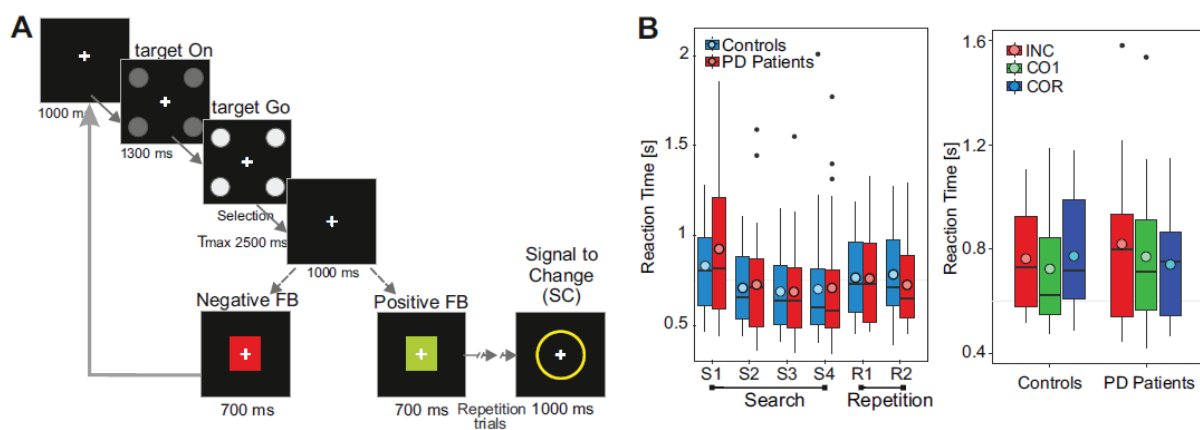 A
target On
1000 m
target Go
1300 ms
Selection
Tmax 2500 ms
1000 ms
Negative FB
Positive FB
Signal to
Change
(SC)
700 ms
700 ms
Repetition
trials
1000 ms
B
Controls
PD Patients
Reaction Time [s]
2
1.5
1
0.5
S1 S2 S3 S4 R1 R2
Search Repetition
INC
CO1
COR
Reaction Time [s]
1.6
1.2
0.8
0.4
Controls PD Patients